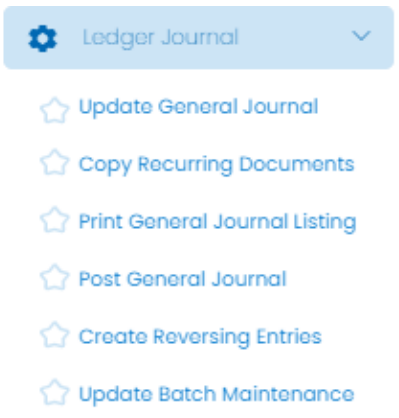 Ledger Journal
Update General Journal
Copy Recurring Documents
Print General Journal Listing
Post General Journal
Create Reversing Entries
Update Batch Maintenance